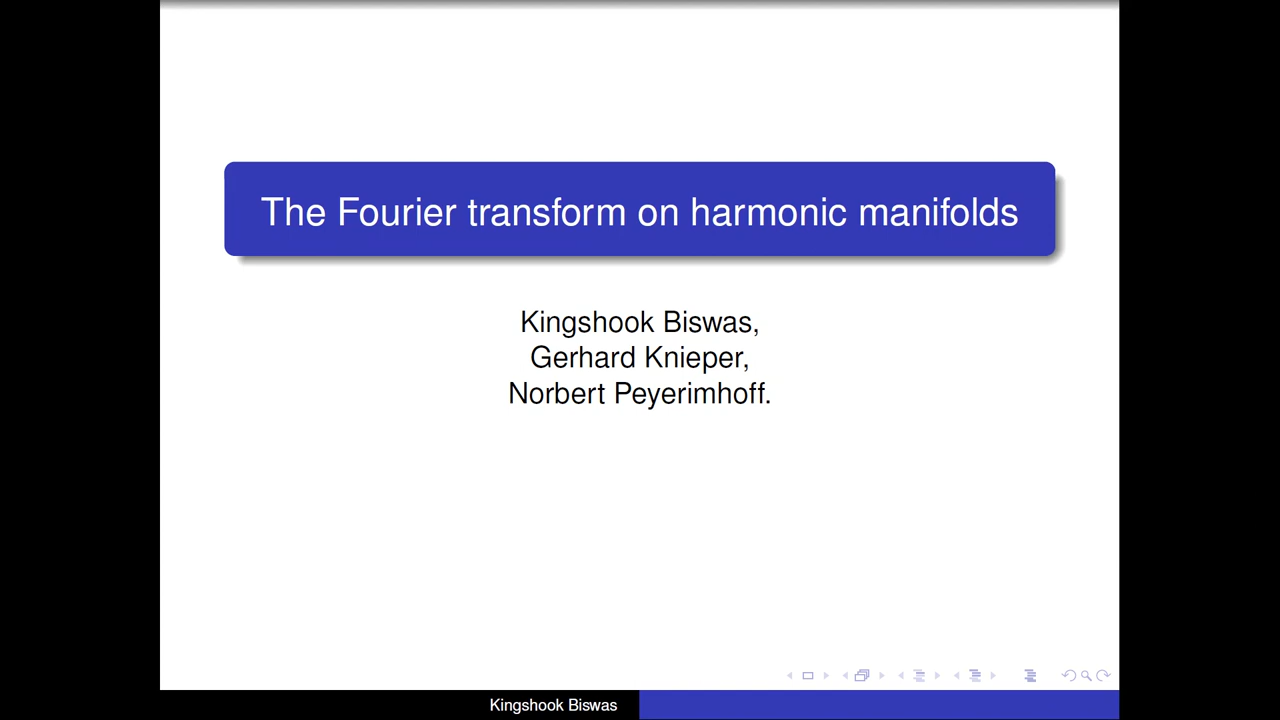 The Fourier transform on harmonic manifolds
Kingshook Biswas,
Gerhard Knieper,
Norbert Peyerimhoff.
Kingshook Biswas